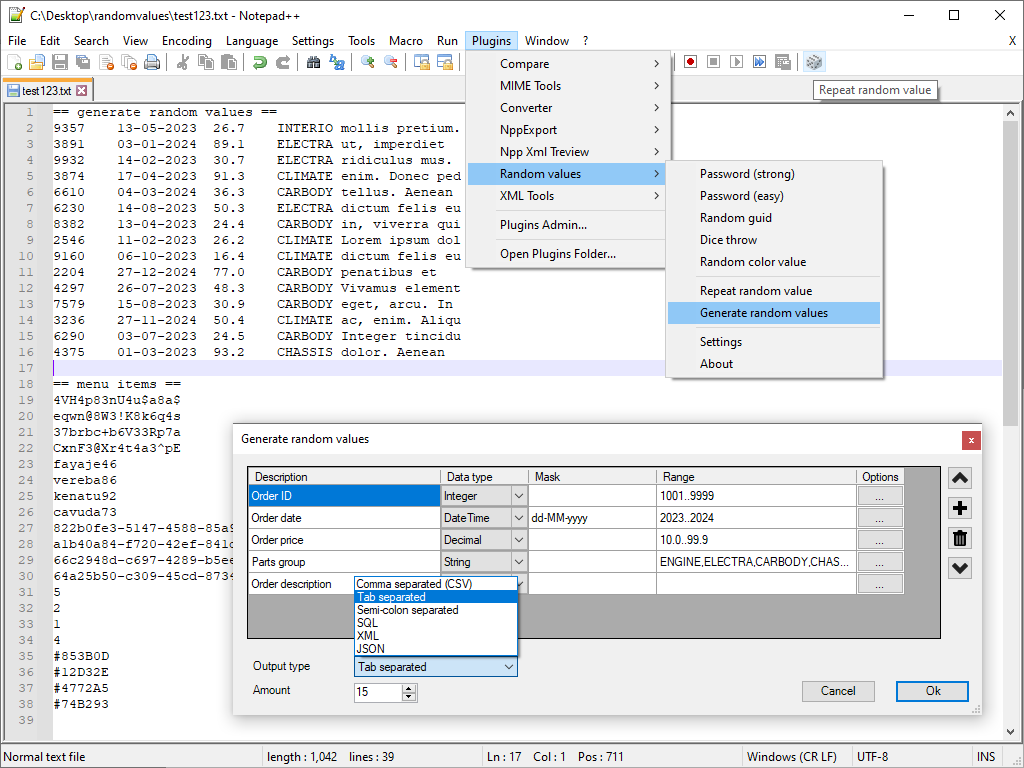 C:\Desktop\randomvalues\test123.txt - Notepad++
File Edit Search View Encoding Language Settings Tools Macro Run Plugins Window ? X
test123.txt
Repeat random value
1 == generate random values ==
2 9357 13-05-2023 26.7 INTERIO mollis pretium.
3 3891 03-01-2024 89.1 ELECTRA ut, imperdiet
4 9932 14-02-2023 30.7 ELECTRA ridiculus mus.
5 3874 17-04-2023 91.3 CLIMATE enim. Donec ped
6 6610 04-03-2024 36.3 CARBODY tellus. Aenean
7 6230 14-08-2023 50.3 ELECTRA dictum felis eu
8 8382 13-04-2023 24.4 CARBODY in, viverra qui
9 2546 11-02-2023 26.2 CLIMATE Lorem ipsum dol
10 9160 06-10-2023 16.4 CLIMATE dictum felis eu
11 2204 27-12-2024 77.0 CARBODY penatibus et
12 4297 26-07-2023 48.3 CARBODY Vivamus element
13 7579 15-08-2023 30.9 CARBODY eget, arcu. In
14 3236 27-11-2024 50.4 CLIMATE ac, enim. Aliqu
15 6290 03-07-2023 24.5 CARBODY Integer tincidu
16 4375 01-03-2023 93.2 CHASSIS dolor. Aenean
17
18 == menu items ==
19 4VH4p83nU4u$a8a$
20 eqwn@8W3!K8k6q4s
21 37brbc+b6V33Rp7a
22 CxnF3@Xr4t4a3^pE
23 fayaje46
24 vereba86
25 kenatu92
26 cavuda73
27 822b0fe3-5147-4588-85a9
28 a1b40a84-f720-42ef-841d
29 66c2948d-c697-4289-b5ee
30 64a25b50-c309-45cd-8734
31 5
32 2
33 1
34 4
35 #853B0D
36 #12D32E
37 #4772A5
38 #74B293
39
Compare
MIME Tools
Converter
NppExport
Npp Xml Treview
Random values
XML Tools
Plugins Admin...
Open Plugins Folder...
Password (strong)
Password (easy)
Random guid
Dice throw
Random color value
Repeat random value
Generate random values
Settings
About
Generate random values x
Description Data type Mask Range Options
Order ID Integer 1001..9999 ...
Order date DateTime dd-MM-yyyy 2023..2024 ...
Order price Decimal 10.0..99.9 ...
Parts group String ENGINE,ELECTRA,CARBODY,CHAS... ...
Order description ...
Comma separated (CSV)
Tab separated
Semi-colon separated
SQL
XML
JSON
Output type Tab separated
Amount 15
Cancel Ok
Normal text file length : 1,042 lines : 39 Ln : 17 Col : 1 Pos : 711 Windows (CR LF) UTF-8 INS